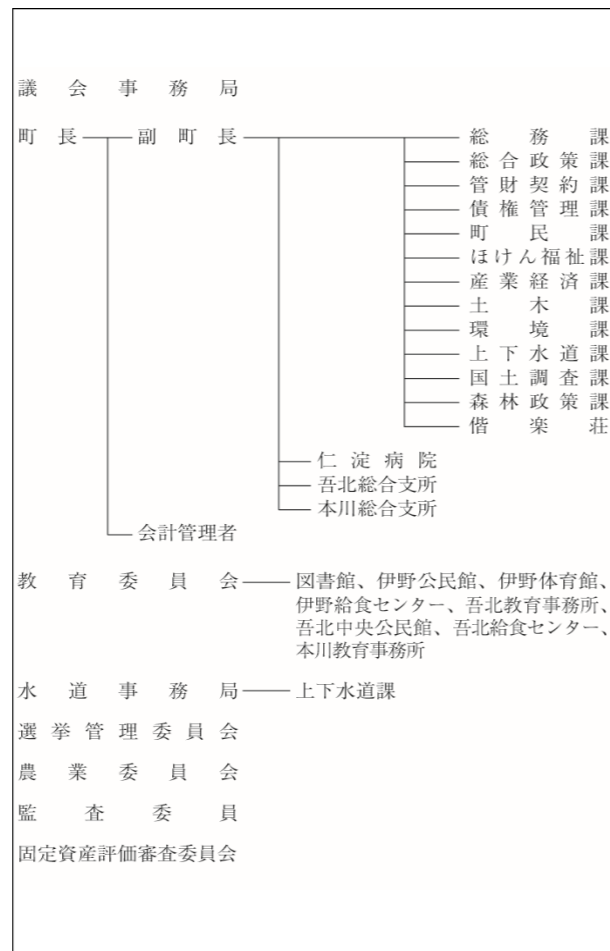 議会事務局
町長 副町長 総務課
総合政策課
管財契約課
債権管理課
町民課
ほけん福祉課
産業経済課
土木課
環境課
上下水道課
国土調査課
森林政策課
偕楽荘
仁淀病院
吾北総合支所
本川総合支所
会計管理者
教育委員会 図書館、伊野公民館、伊野体育館、
伊野給食センター、吾北教育事務所、
吾北中央公民館、吾北給食センター、
本川教育事務所
水道事務局 上下水道課
選挙管理委員会
農業委員会
監査委員
固定資産評価審査委員会